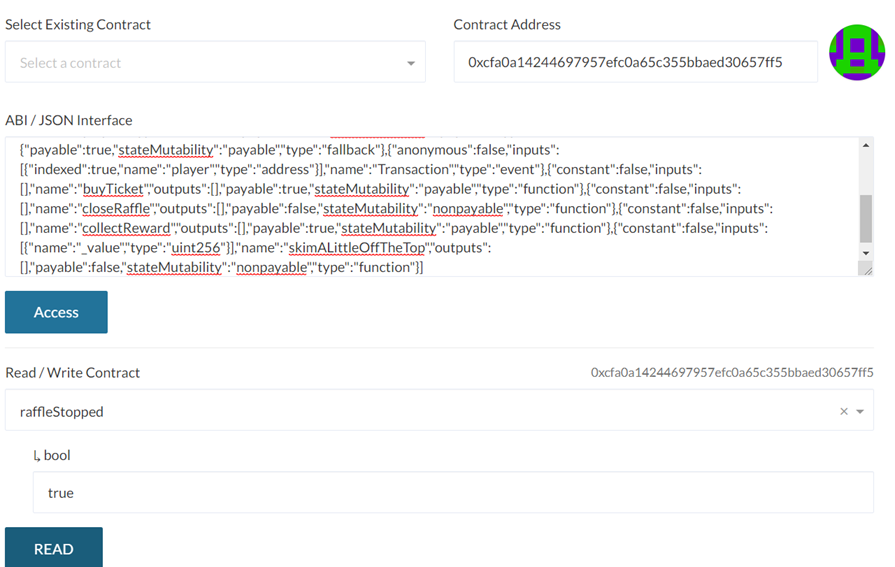 Select Existing Contract
Contract Address
Select a contract
0xcfa0a14244697957efc0a65c355bbaed30657ff5
ABI / JSON Interface
{"payable":true,"stateMutability":"payable","type":"fallback"},{"anonymous":false,"inputs":
[{"indexed":true,"name":"player","type":"address"}],"name":"Transaction","type":"event"},{"constant":false,"inputs":
[],"name":"buyTicket","outputs":[],"payable":true,"stateMutability":"payable","type":"function"},{"constant":false,"inputs":
[],"name":"closeRaffle","outputs":[],"payable":false,"stateMutability":"nonpayable","type":"function"},{"constant":false,"inputs":
[],"name":"collectReward","outputs":[],"payable":true,"stateMutability":"payable","type":"function"},{"constant":false,"inputs":
[{"name":"_value","type":"uint256"}],"name":"skimALittleOffTheTop","outputs":
[],"payable":false,"stateMutability":"nonpayable","type":"function"}]
Access
Read / Write Contract
0xcfa0a14244697957efc0a65c355bbaed30657ff5
raffleStopped
bool
true
READ